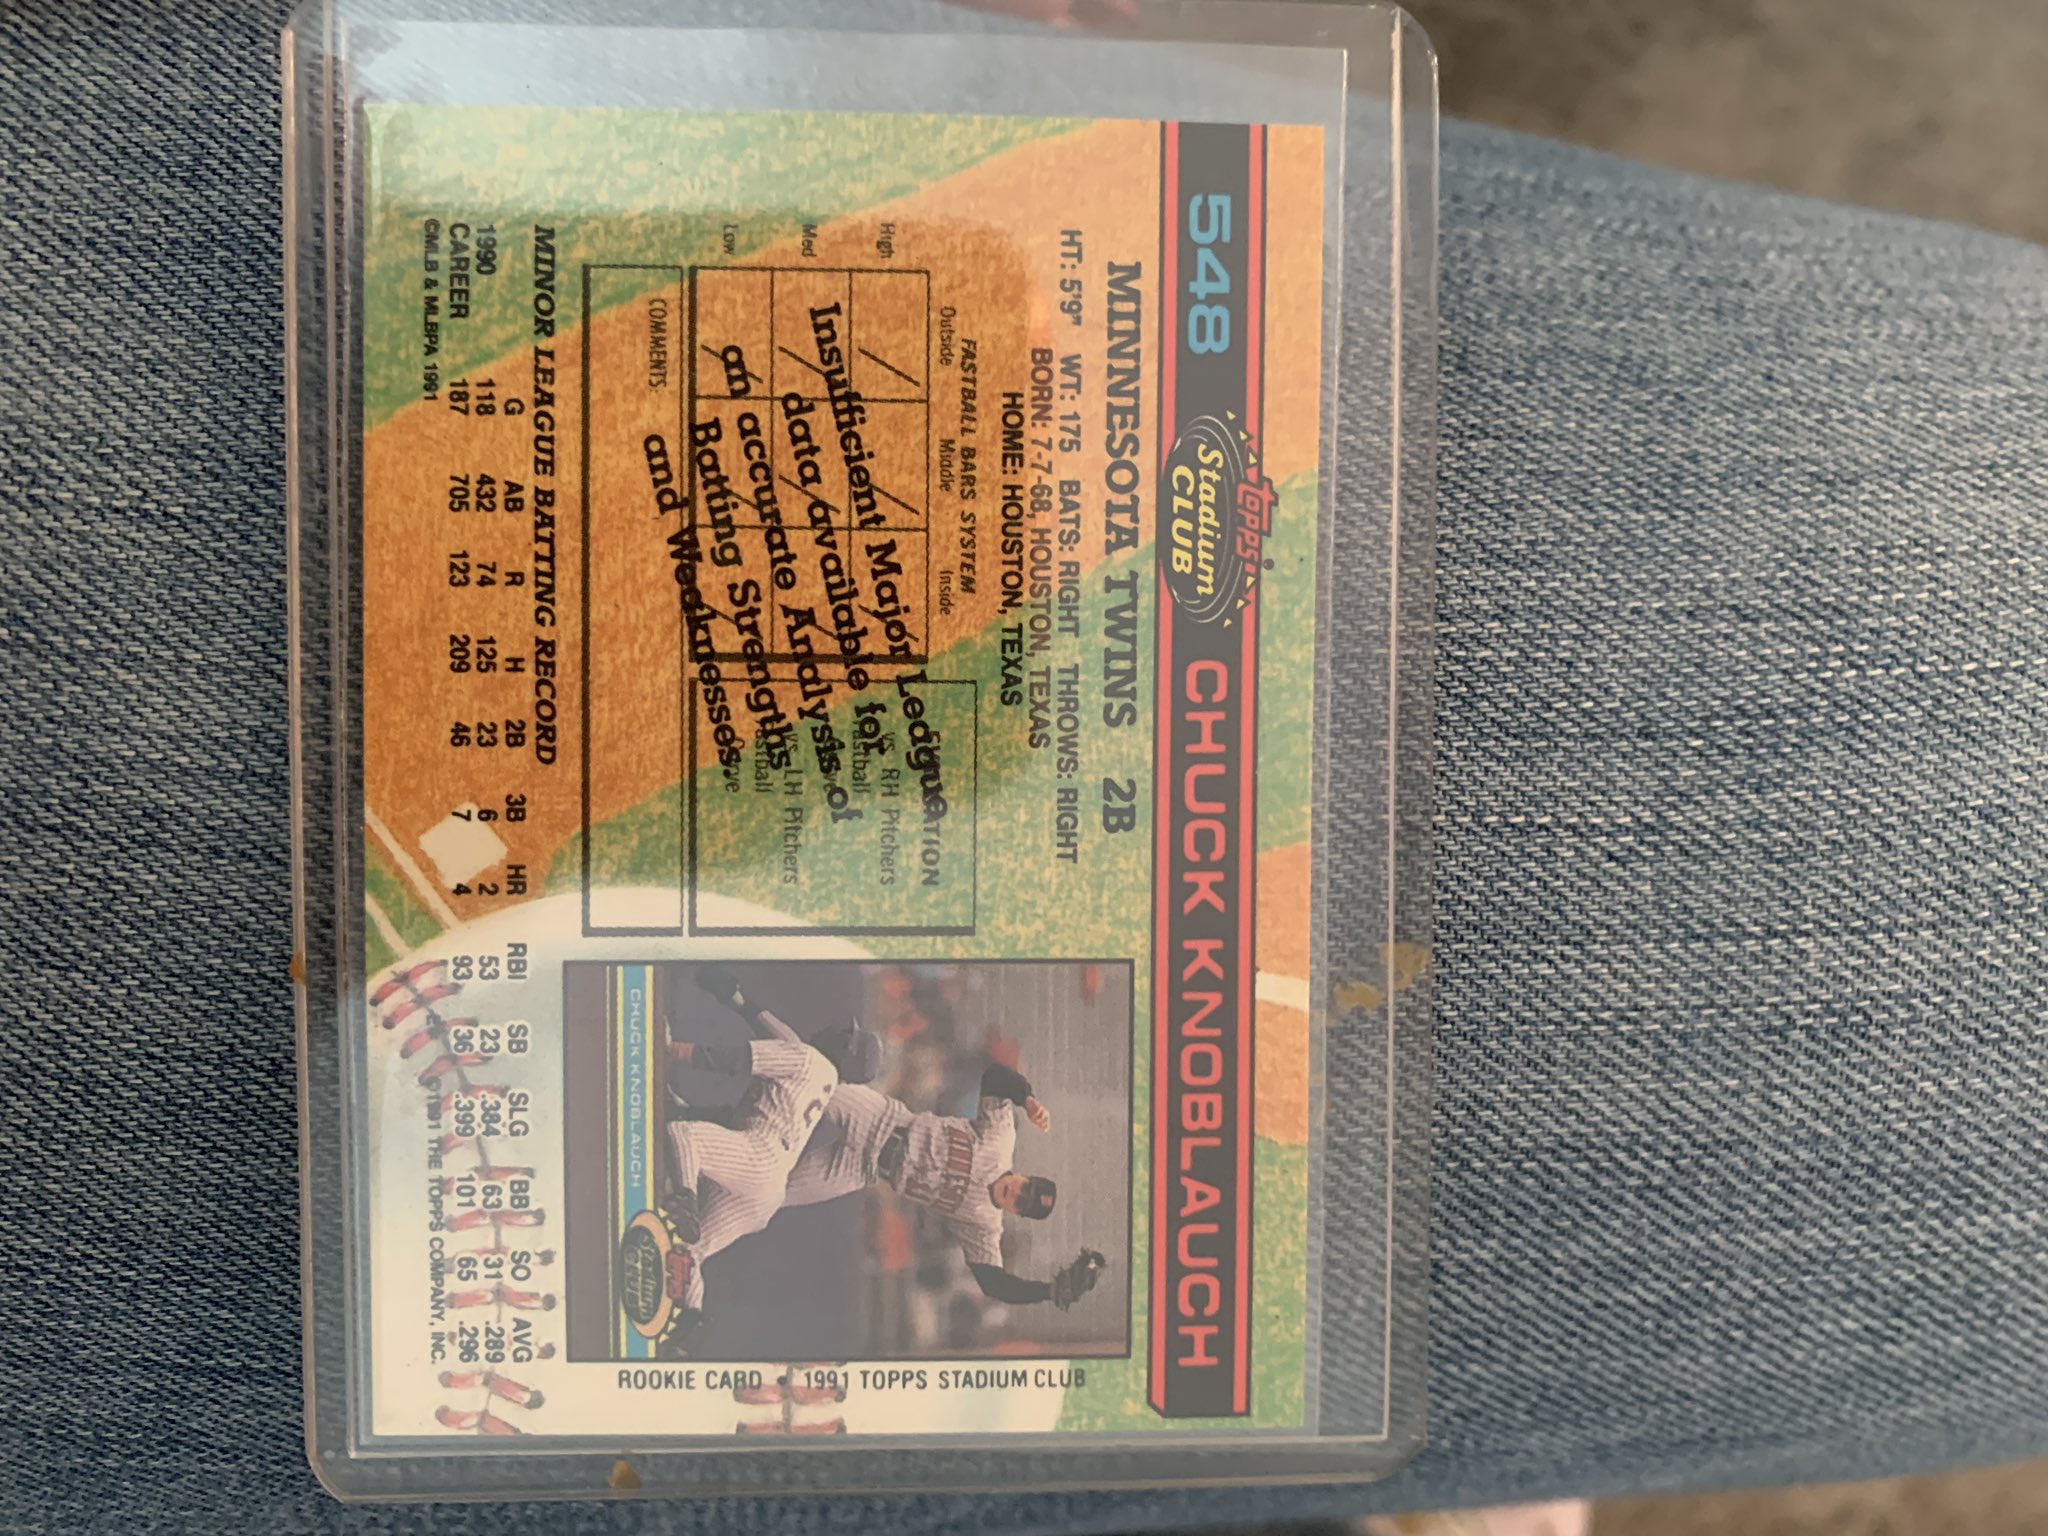 548 TOPPS® Stadium CLUB CHUCK KNOBLAUCH
MINNESOTA TWINS 2B
HT: 5'9" WT: 175 BATS: RIGHT THROWS: RIGHT
BORN: 7-7-68, HOUSTON, TEXAS
HOME: HOUSTON, TEXAS
FASTBALL BARS SYSTEM
Outside Middle Inside
High
Med
Low
vs. RH Pitchers
vs. LH Pitchers
COMMENTS:
Insufficient Major League
data available for
an accurate Analysis of
Batting Strengths
and Weaknesses.
CHUCK KNOBLAUCH
TOPPS Stadium CLUB
ROOKIE CARD • 1991 TOPPS STADIUM CLUB
MINOR LEAGUE BATTING RECORD
G AB R H 2B 3B HR RBI SB SLG BB SO AVG
1990 118 432 74 125 23 6 2 53 23 .384 63 31 .289
CAREER 187 705 123 209 46 7 4 93 36 .399 101 65 .296
©MLB & MLBPA 1991 ©1991 THE TOPPS COMPANY, INC.